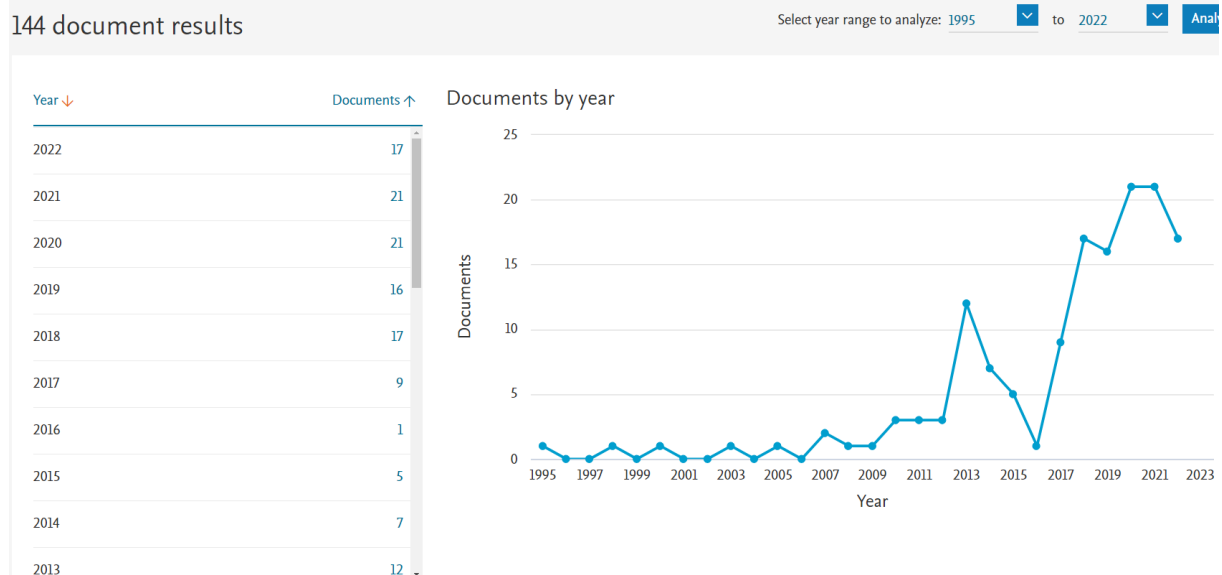 144 document results
Select year range to analyze: 1995 to 2022 Analy
Year Documents
2022 17
2021 21
2020 21
2019 16
2018 17
2017 9
2016 1
2015 5
2014 7
2013 12
Documents by year
25
20
15
10
5
0
Documents
1995 1997 1999 2001 2003 2005 2007 2009 2011 2013 2015 2017 2019 2021 2023
Year